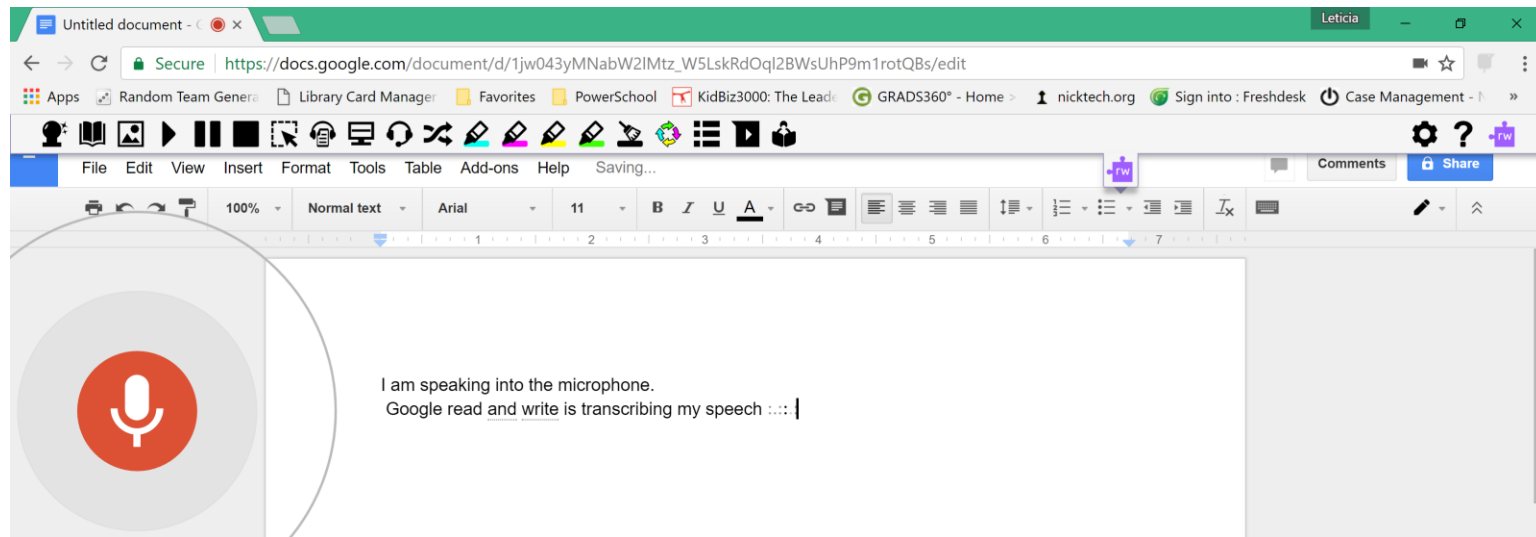 Untitled document - G
Leticia
Secure https://docs.google.com/document/d/1jw043yMNabW2lMtz_W5LskRdOql2BWsUhP9m1rotQBs/edit
Apps Random Team Genera Library Card Manager Favorites PowerSchool KidBiz3000: The Leade GRADS360° - Home > nicktech.org Sign into : Freshdesk Case Management - N »
rw
File Edit View Insert Format Tools Table Add-ons Help Saving... rw Comments Share
100% Normal text Arial 11 B I U A
1 2 3 4 5 6 7
I am speaking into the microphone.
Google read and write is transcribing my speech